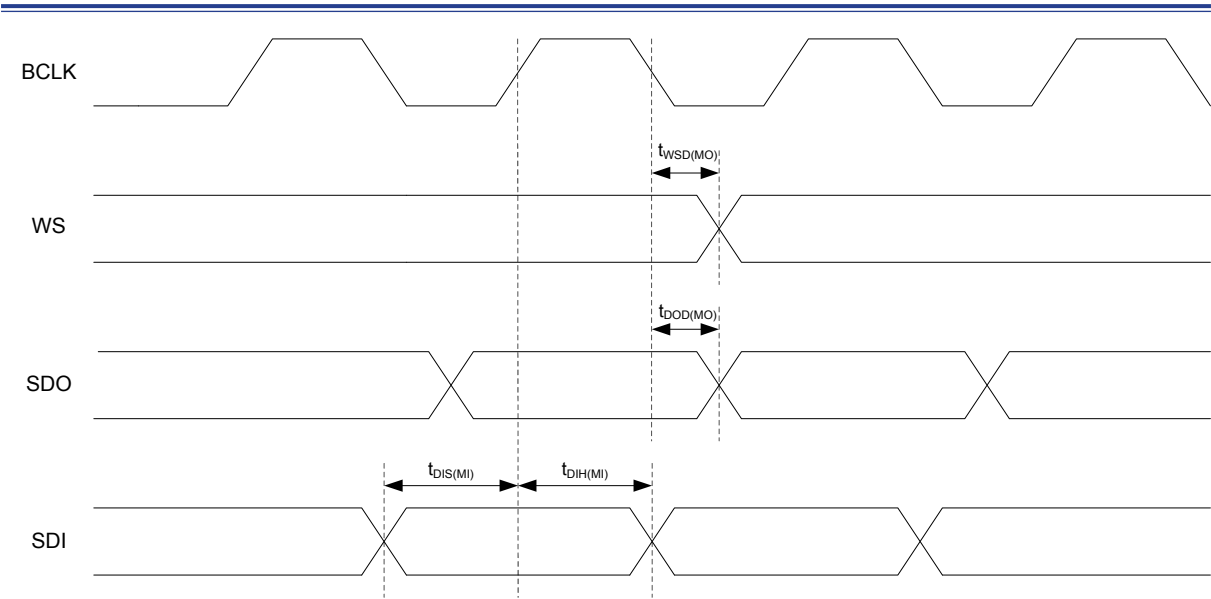 BCLK
tWSD(MO)
WS
tDOD(MO)
SDO
tDIS(MI) tDIH(MI)
SDI